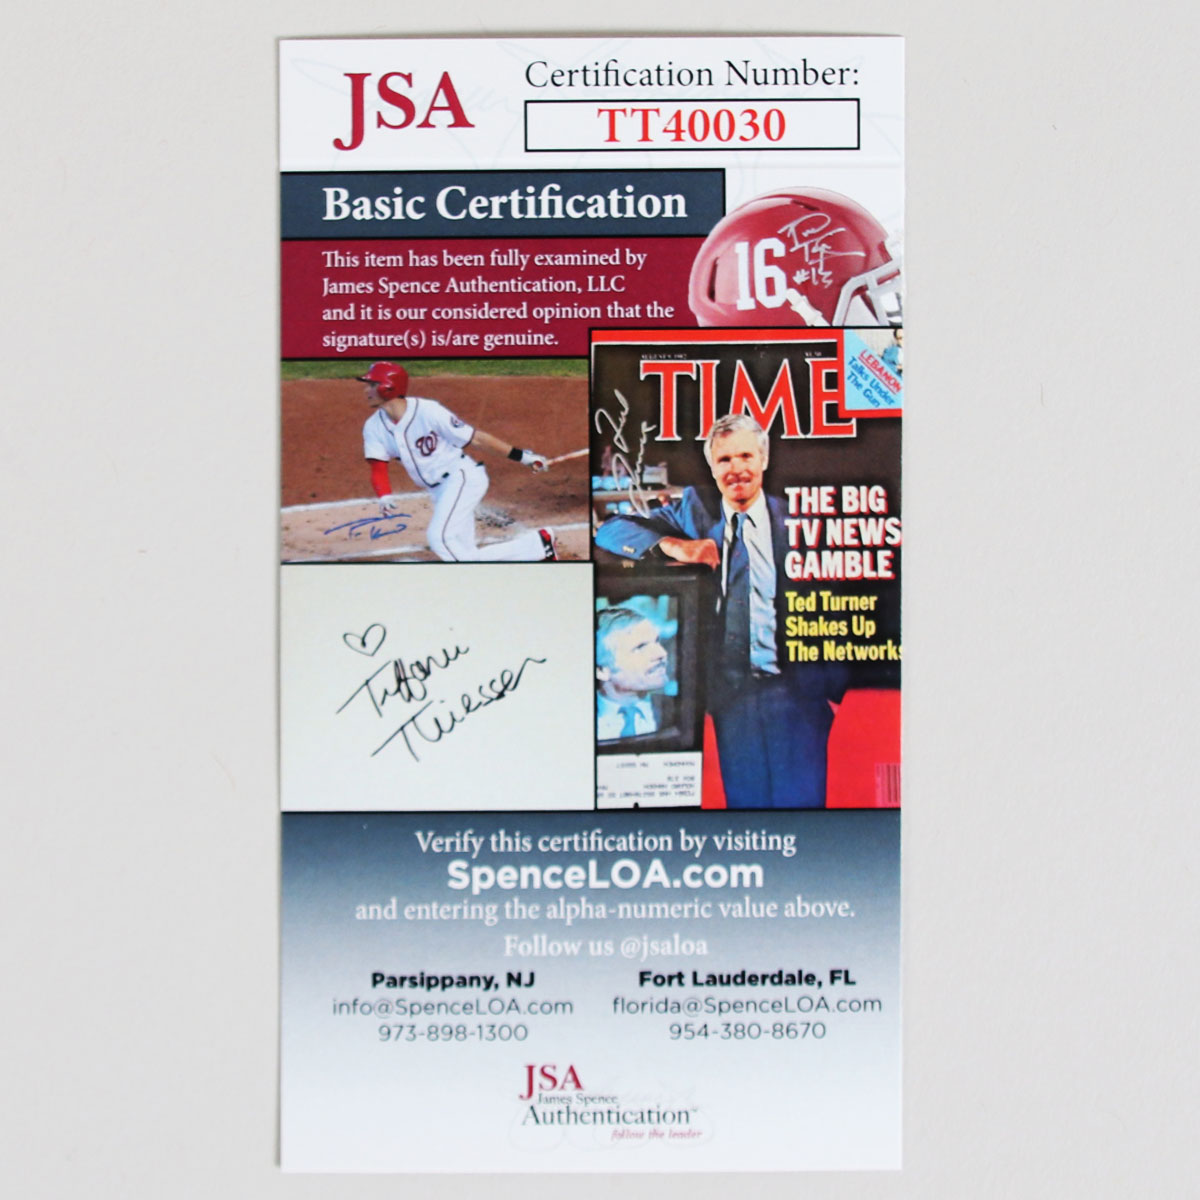 JSA
Certification Number:
TT40030
Basic Certification
This item has been fully examined by
James Spence Authentication, LLC
and it is our considered opinion that the
signature(s) is/are genuine.
16
#13
TIME
LEBANON
Talks Under
The Gun
THE BIG
TV NEWS
GAMBLE
Ted Turner
Shakes Up
The Networks
W
Tiffani
Thiessen
Verify this certification by visiting
SpenceLOA.com
and entering the alpha-numeric value above.
Follow us @jsaloa
Parsippany, NJ
info@SpenceLOA.com
973-898-1300
Fort Lauderdale, FL
florida@SpenceLOA.com
954-380-8670
JSA
James Spence
Authentication
follow the leader